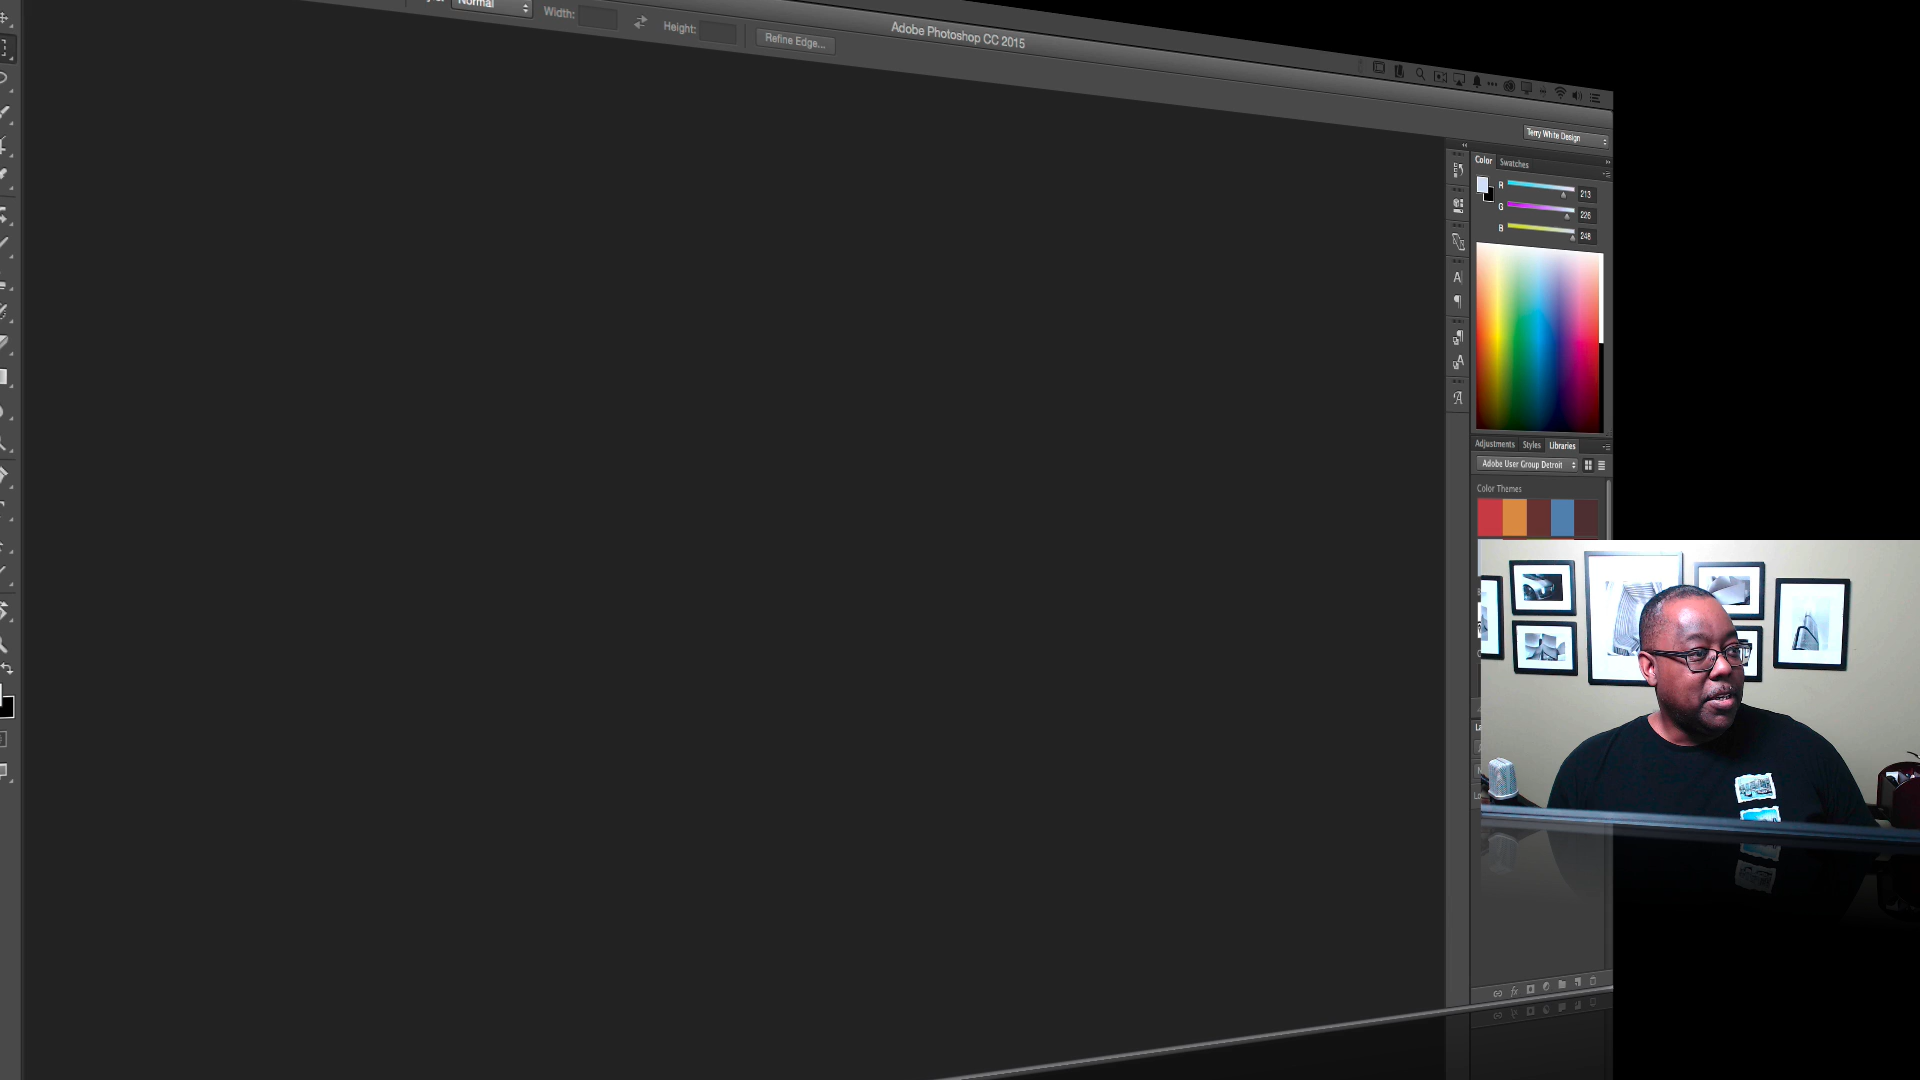 Normal
Width:
Height:
Refine Edge...
Adobe Photoshop CC 2015
Terry White Design
Color
Swatches
R
213
G
226
B
248
Adjustments
Styles
Libraries
Adobe User Group Detroit
Color Themes